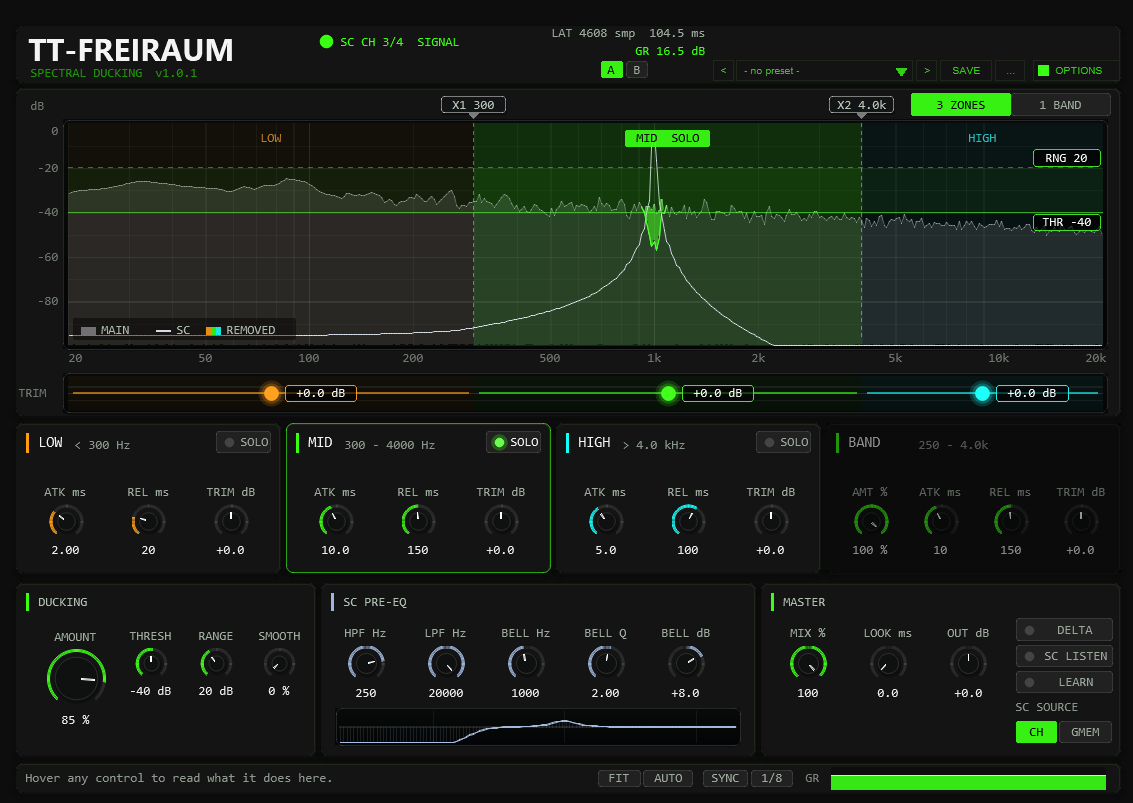 TT-FREIRAUM
SPECTRAL DUCKING v1.0.1
SC CH 3/4 SIGNAL
LAT 4608 smp 104.5 ms
GR 16.5 dB
A B
< - no preset - > SAVE ... OPTIONS
dB
X1 300
X2 4.0k
3 ZONES 1 BAND
0
LOW
MID SOLO
HIGH
RNG 20
-20
-40
THR -40
-60
-80
MAIN SC REMOVED
20 50 100 200 500 1k 2k 5k 10k 20k
TRIM +0.0 dB +0.0 dB +0.0 dB
LOW < 300 Hz SOLO
ATK ms REL ms TRIM dB
2.00 20 +0.0
MID 300 - 4000 Hz SOLO
ATK ms REL ms TRIM dB
10.0 150 +0.0
HIGH > 4.0 kHz SOLO
ATK ms REL ms TRIM dB
5.0 100 +0.0
BAND 250 - 4.0k
AMT % ATK ms REL ms TRIM dB
100 % 10 150 +0.0
DUCKING
AMOUNT THRESH RANGE SMOOTH
-40 dB 20 dB 0 %
85 %
SC PRE-EQ
HPF Hz LPF Hz BELL Hz BELL Q BELL dB
250 20000 1000 2.00 +8.0
MASTER
MIX % LOOK ms OUT dB
100 0.0 +0.0
DELTA
SC LISTEN
LEARN
SC SOURCE
CH GMEM
Hover any control to read what it does here.
FIT AUTO SYNC 1/8 GR